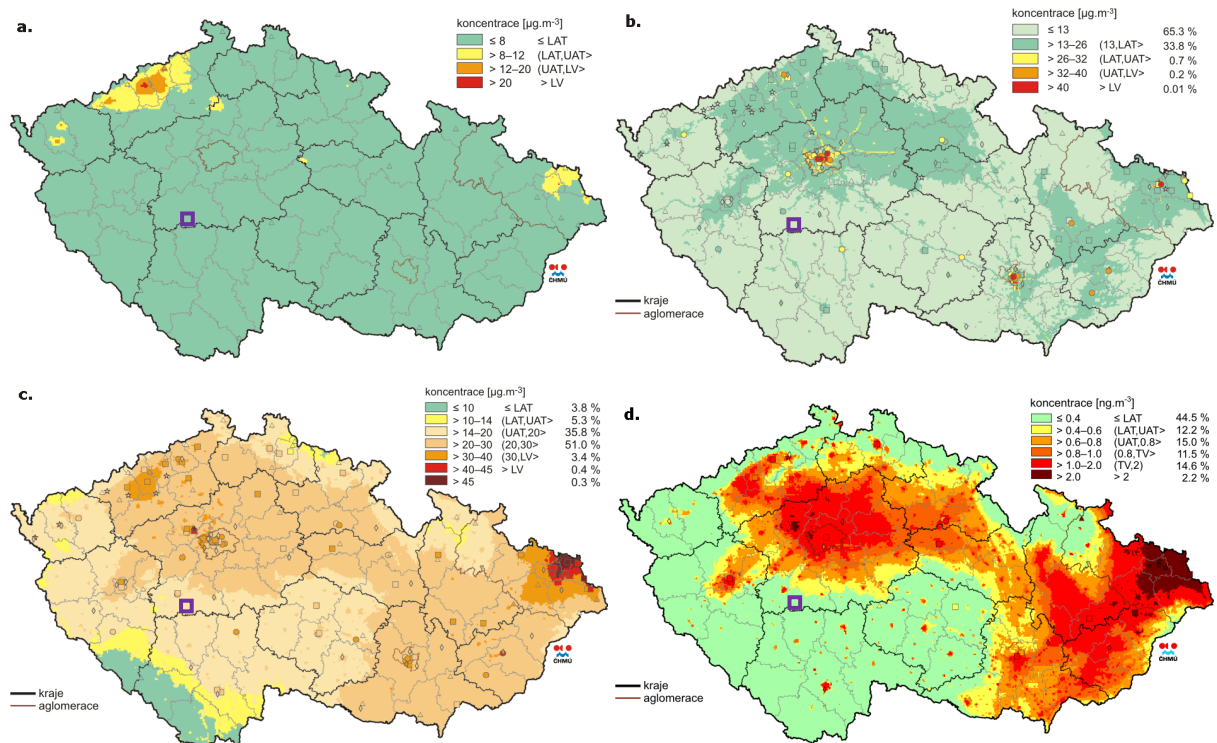 a.
koncentrace [µg.m-3]
≤ 8 ≤ LAT
> 8–12 (LAT,UAT>
> 12–20 (UAT,LV>
> 20 > LV
ČHMÚ
b.
koncentrace [µg.m-3]
≤ 13 65.3 %
> 13–26 (13,LAT> 33.8 %
> 26–32 (LAT,UAT> 0.7 %
> 32–40 (UAT,LV> 0.2 %
> 40 > LV 0.01 %
kraje
aglomerace
ČHMÚ
c.
koncentrace [µg.m-3]
≤ 10 ≤ LAT 3.8 %
> 10–14 (LAT,UAT> 5.3 %
> 14–20 (UAT,20> 35.8 %
> 20–30 (20,30> 51.0 %
> 30–40 (30,LV> 3.4 %
> 40–45 > LV 0.4 %
> 45 0.3 %
kraje
aglomerace
ČHMÚ
d.
koncentrace [ng.m-3]
≤ 0.4 ≤ LAT 44.5 %
> 0.4–0.6 (LAT,UAT> 12.2 %
> 0.6–0.8 (UAT,0.8> 15.0 %
> 0.8–1.0 (0.8,TV> 11.5 %
> 1.0–2.0 (TV,2) 14.6 %
> 2.0 > 2 2.2 %
kraje
aglomerace
ČHMÚ